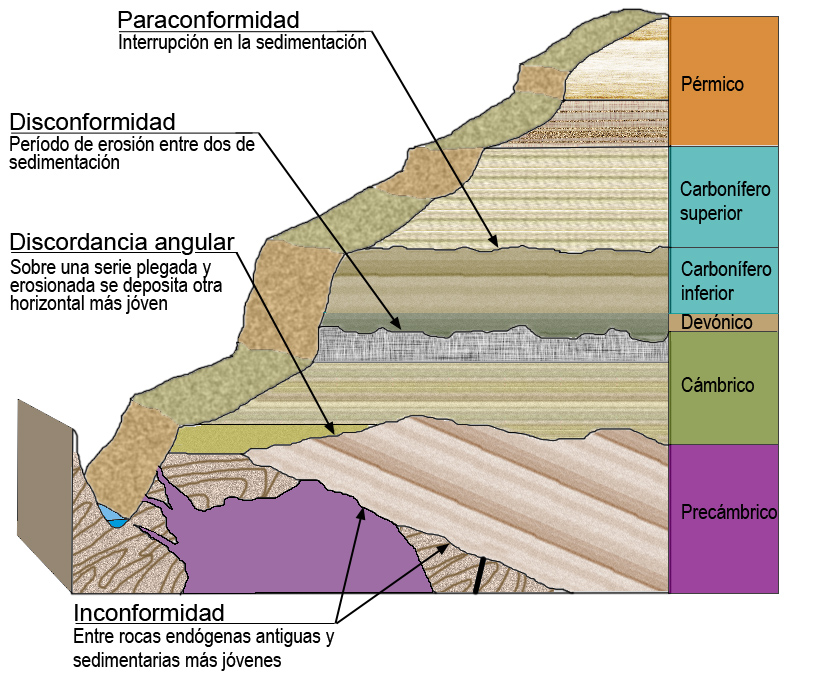 Paraconformidad
Interrupción en la sedimentación
Disconformidad
Período de erosión entre dos de
sedimentación
Discordancia angular
Sobre una serie plegada y
erosionada se deposita otra
horizontal más jóven
Inconformidad
Entre rocas endógenas antiguas y
sedimentarias más jóvenes
Pérmico
Carbonífero
superior
Carbonífero
inferior
Devónico
Cámbrico
Precámbrico